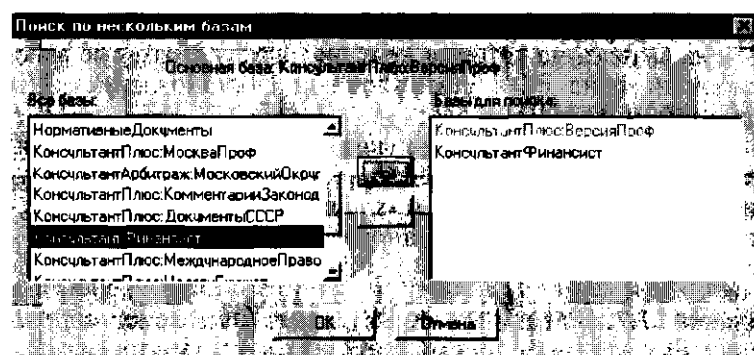 Поиск по нескольким базам
Основная база: КонсультантПлюс:ВерсияПроф
Все базы:
НормативныеДокументы
КонсультантПлюс:МоскваПроф
КонсультантАрбитраж:МосковскийОкруг
КонсультантПлюс:КомментарииЗаконод
КонсультантПлюс:ДокументыСССР
КонсультантФинансист
КонсультантПлюс:МеждународноеПраво
Базы для поиска:
КонсультантПлюс:ВерсияПроф
КонсультантФинансист
OK
Отмена